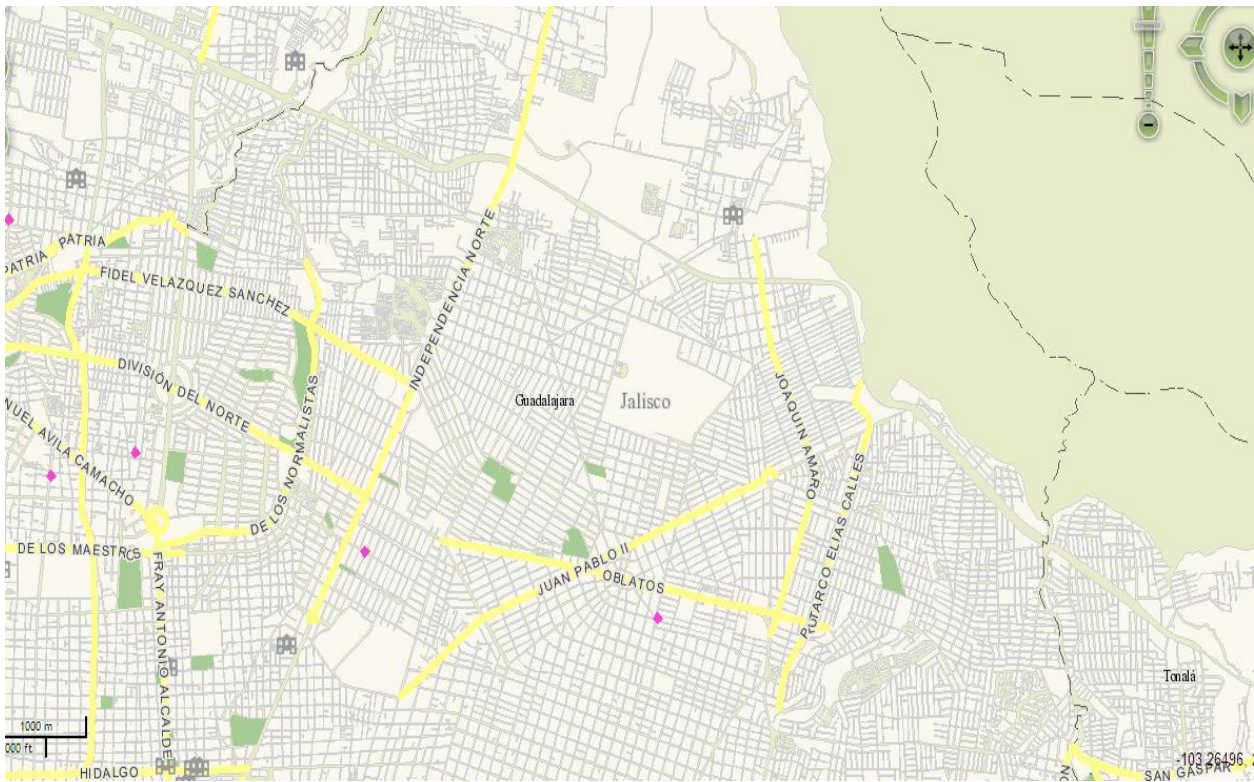 INDEPENDENCIA NORTE
PATRIA
PATRIA
FIDEL VELAZQUEZ SANCHEZ
DIVISIÓN DEL NORTE
JOAQUIN AMARO
Guadalajara
Jalisco
NUEL AVILA CAMACHO
DE LOS NORMALISTAS
DE LOS MAESTROS
JUAN PABLO II
OBLATOS
PLUTARCO ELIAS CALLES
FRAY ANTONIO ALCALDE
Tonalá
1000 m
000 ft
HIDALGO
-103.26496,
SAN GASPAR